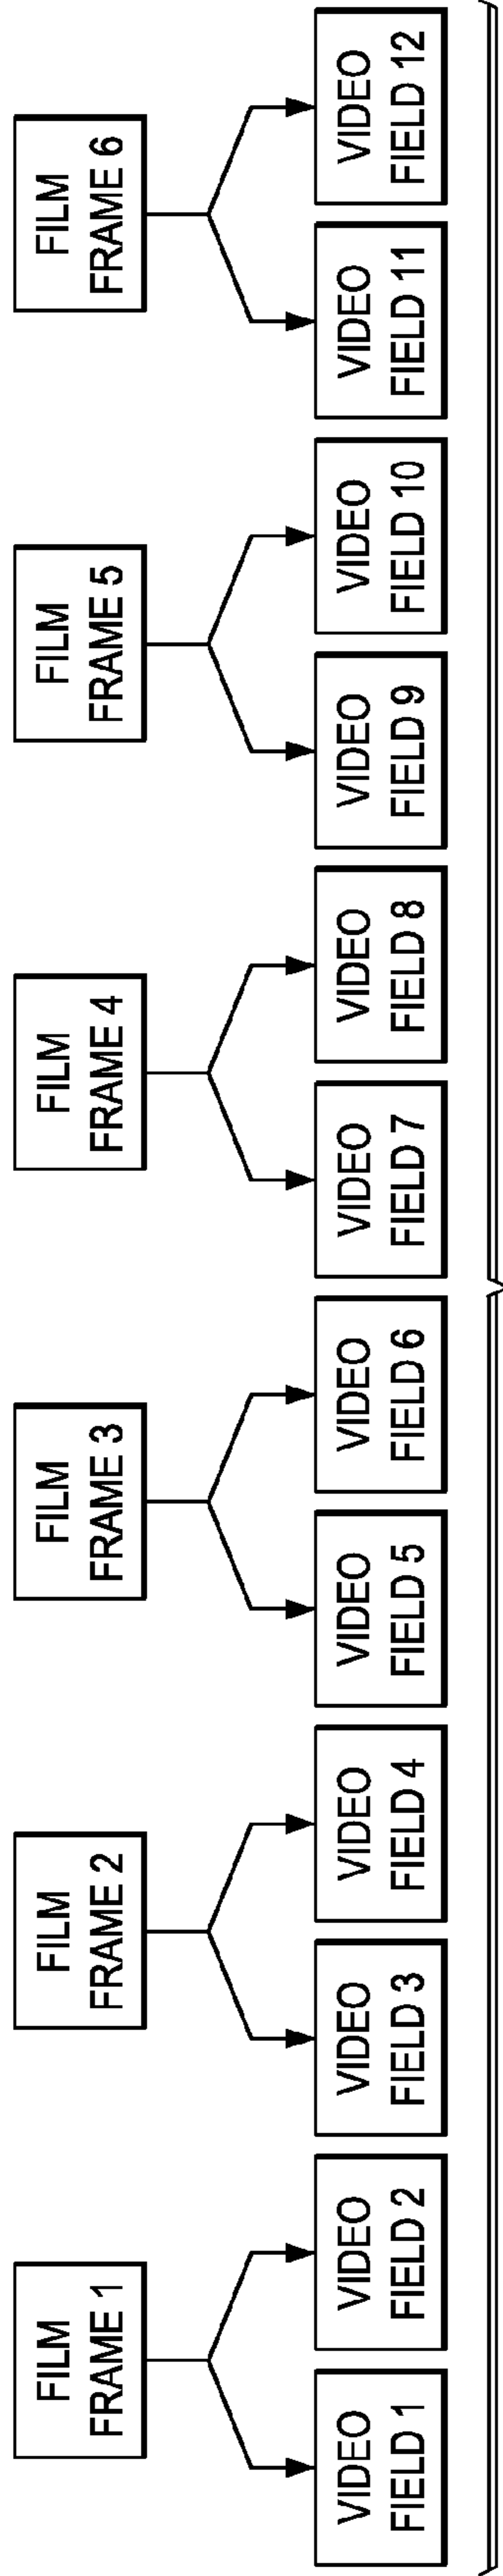 FILM
FRAME 1
FILM
FRAME 2
FILM
FRAME 3
FILM
FRAME 4
FILM
FRAME 5
FILM
FRAME 6
VIDEO
FIELD 1
VIDEO
FIELD 2
VIDEO
FIELD 3
VIDEO
FIELD 4
VIDEO
FIELD 5
VIDEO
FIELD 6
VIDEO
FIELD 7
VIDEO
FIELD 8
VIDEO
FIELD 9
VIDEO
FIELD 10
VIDEO
FIELD 11
VIDEO
FIELD 12